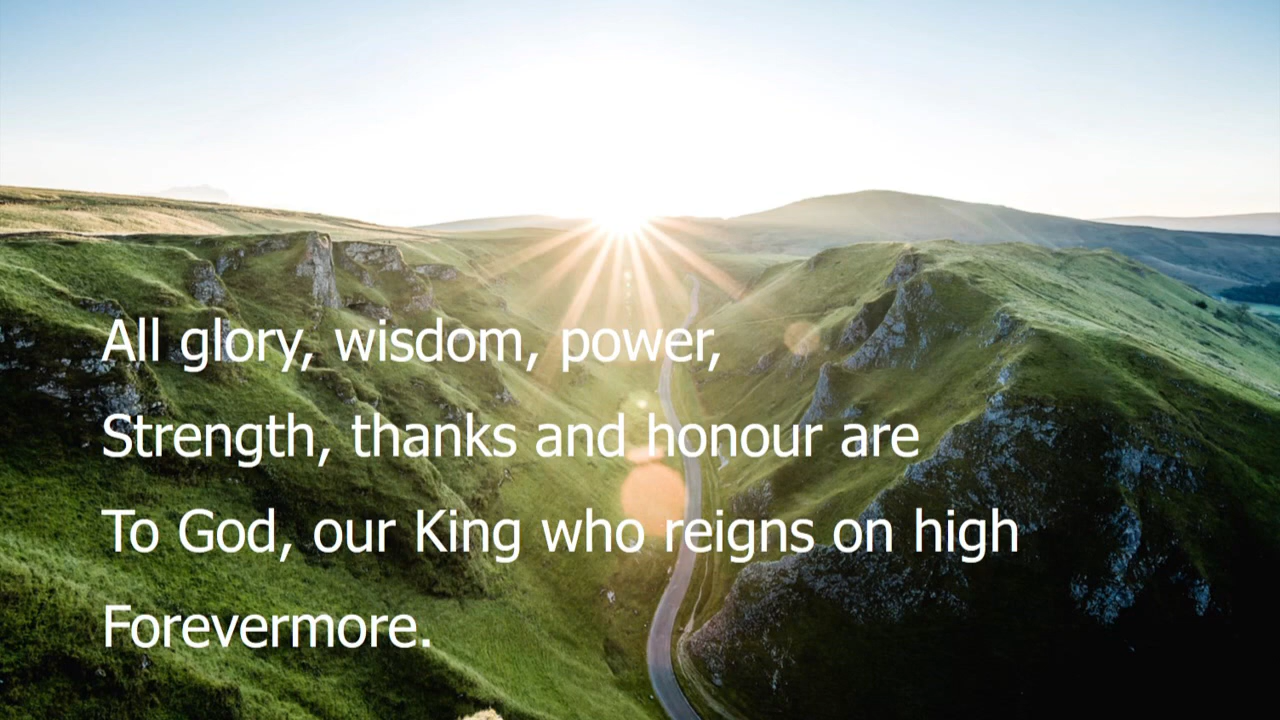 All glory, wisdom, power,
Strength, thanks and honour are
To God, our King who reigns on high
Forevermore.